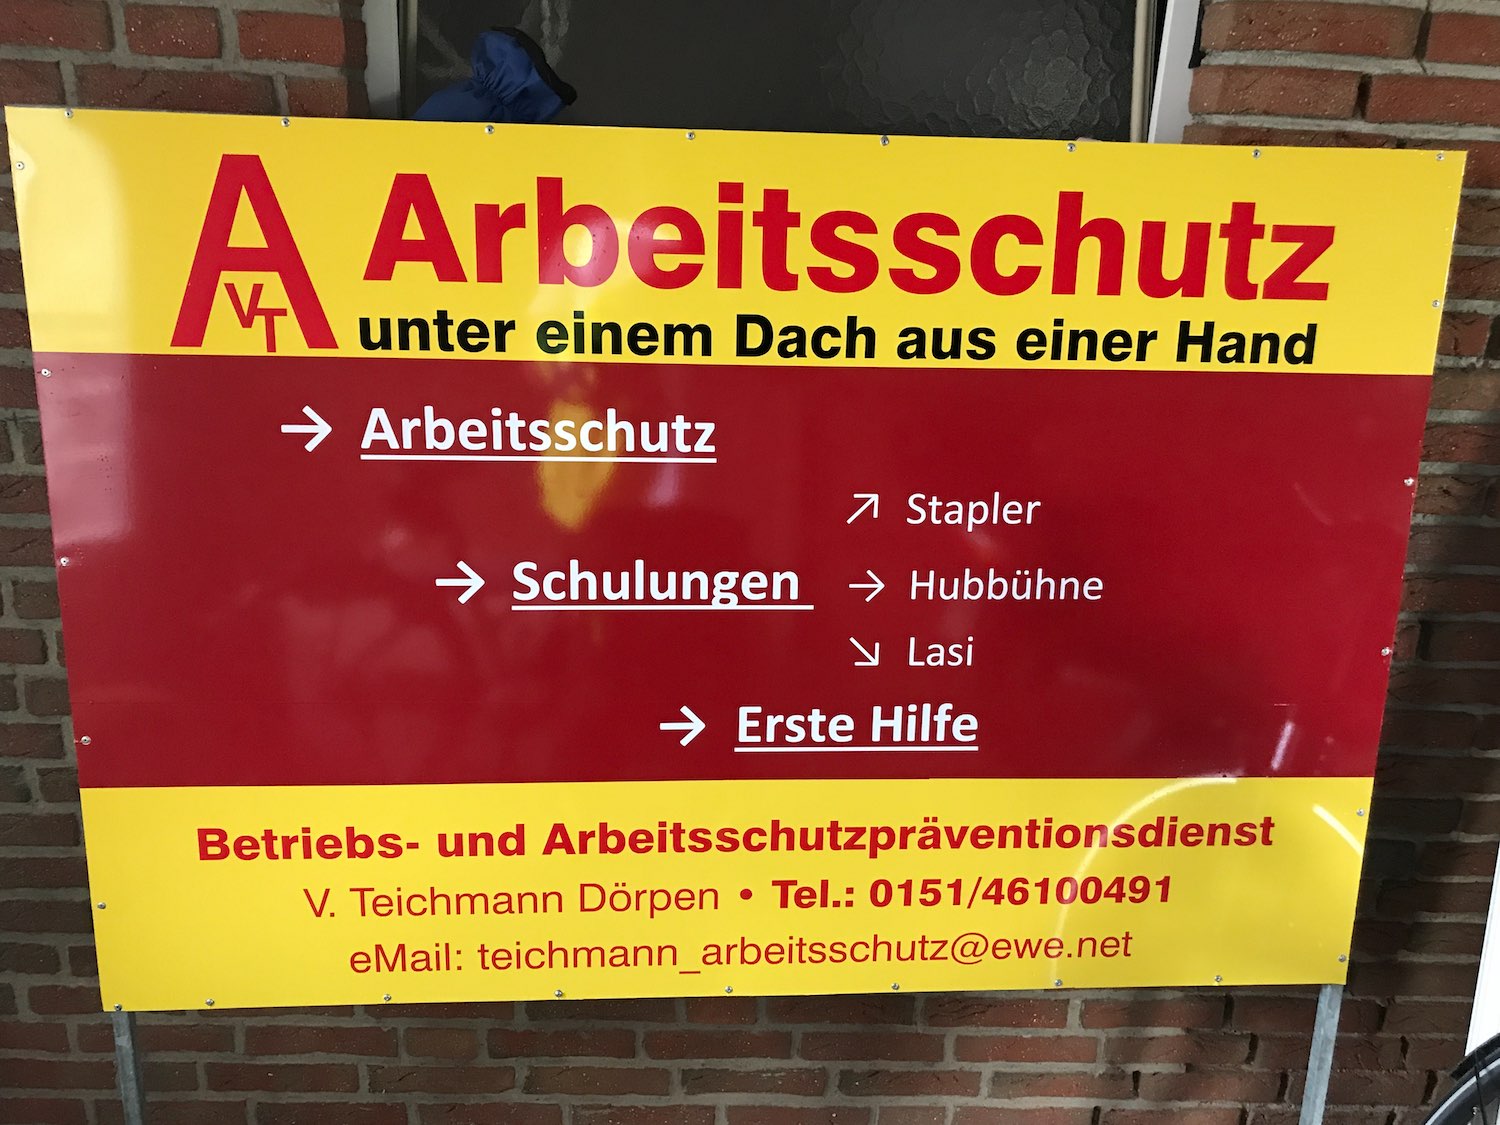 A
VT
Arbeitsschutz
unter einem Dach aus einer Hand
→ Arbeitsschutz
↗ Stapler
→ Schulungen → Hubbühne
↘ Lasi
→ Erste Hilfe
Betriebs- und Arbeitsschutzpräventionsdienst
V. Teichmann Dörpen • Tel.: 0151/46100491
eMail: teichmann_arbeitsschutz@ewe.net